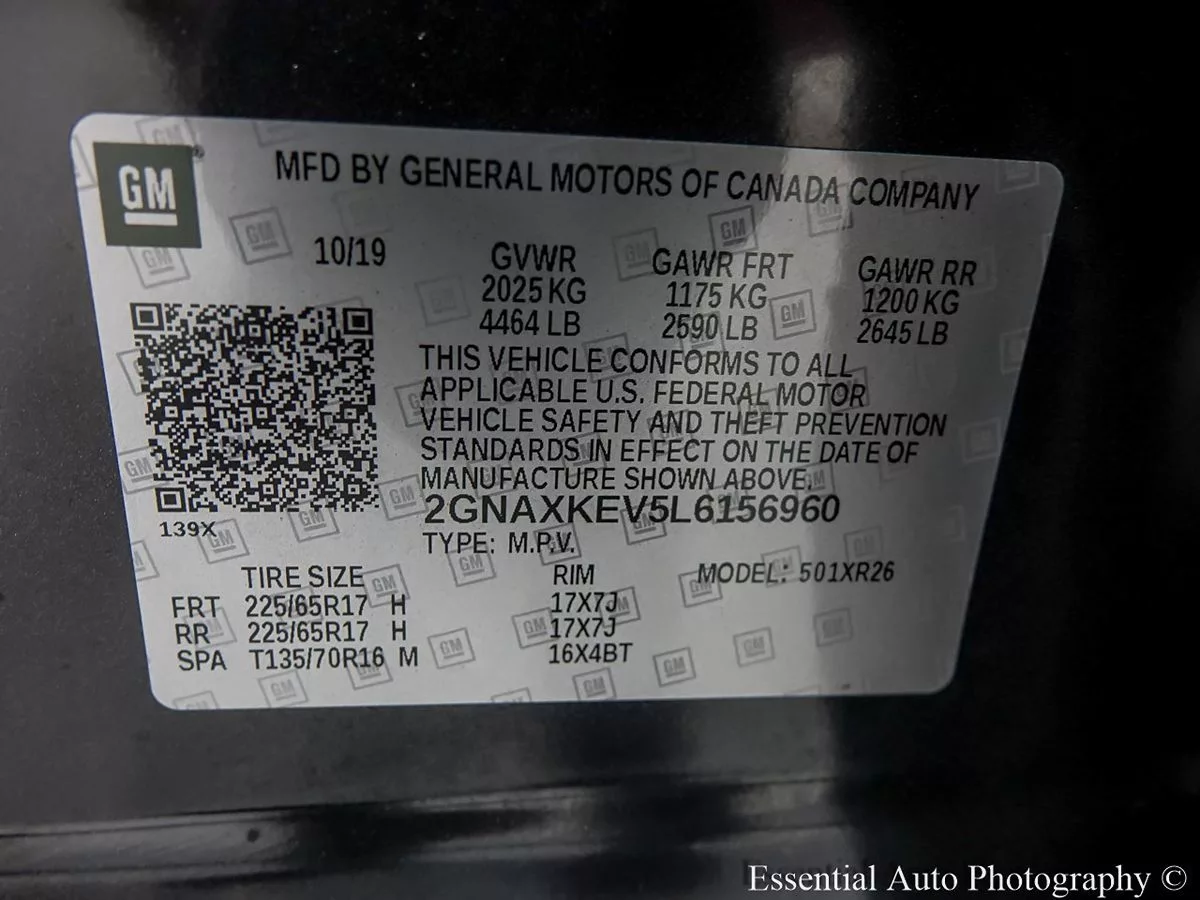 GM
MFD BY GENERAL MOTORS OF CANADA COMPANY
10/19 GVWR GAWR FRT GAWR RR
2025 KG 1175 KG 1200 KG
4464 LB 2590 LB 2645 LB
THIS VEHICLE CONFORMS TO ALL
APPLICABLE U.S. FEDERAL MOTOR
VEHICLE SAFETY AND THEFT PREVENTION
STANDARDS IN EFFECT ON THE DATE OF
MANUFACTURE SHOWN ABOVE.
2GNAXKEV5L6156960
139X
TYPE: M.P.V.
TIRE SIZE RIM MODEL: 501XR26
FRT 225/65R17 H 17X7J
RR 225/65R17 H 17X7J
SPA T135/70R16 M 16X4BT
Essential Auto Photography ©